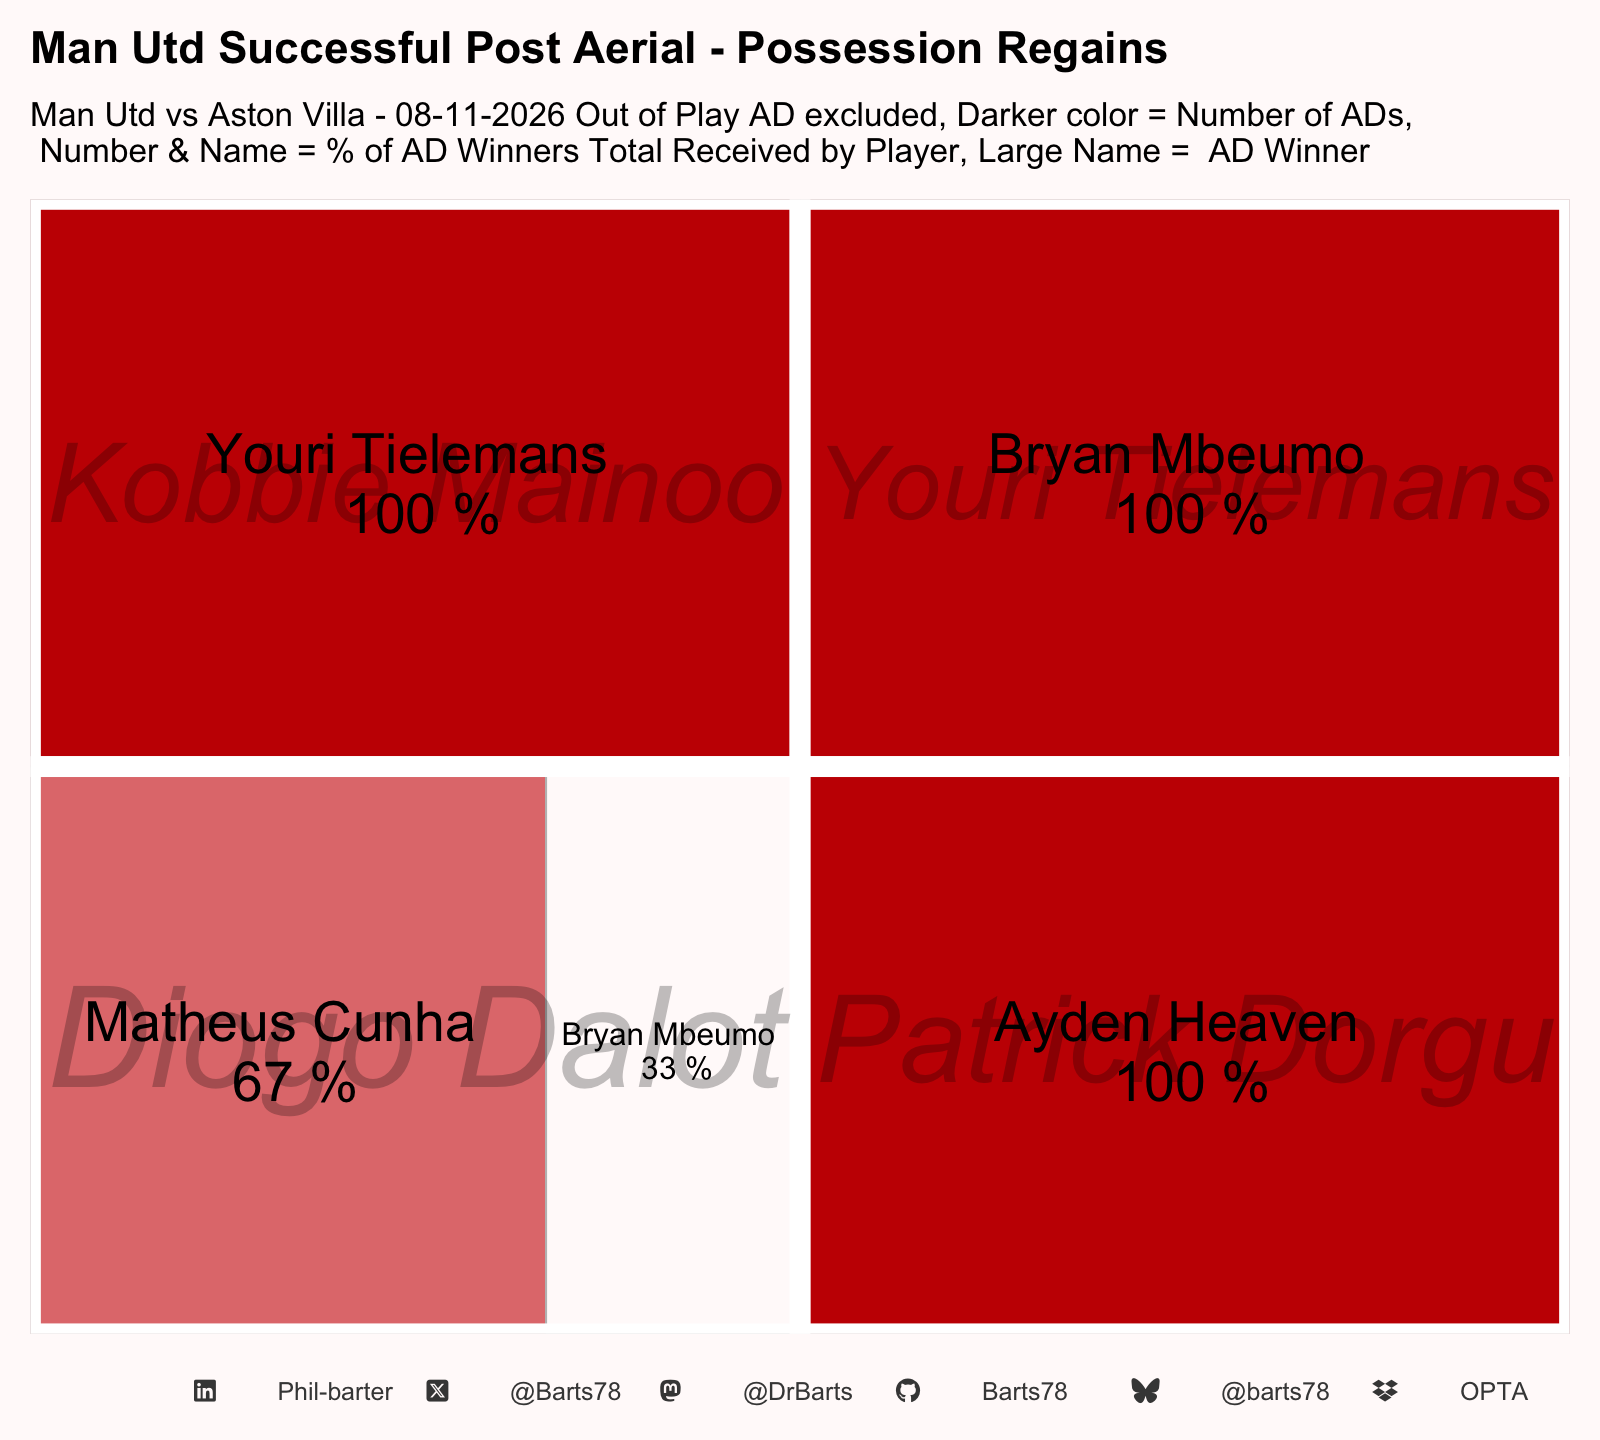 Man Utd Successful Post Aerial - Possession Regains
Man Utd vs Aston Villa - 08-11-2026 Out of Play AD excluded, Darker color = Number of ADs,
Number & Name = % of AD Winners Total Received by Player, Large Name =  AD Winner
Kobbie Mainoo
Youri Tielemans
100 %
Youri Tielemans
Bryan Mbeumo
100 %
Diogo Dalot
Matheus Cunha
67 %
Bryan Mbeumo
33 %
Patrick Dorgu
Ayden Heaven
100 %
Phil-barter @Barts78 @DrBarts Barts78 @barts78 OPTA